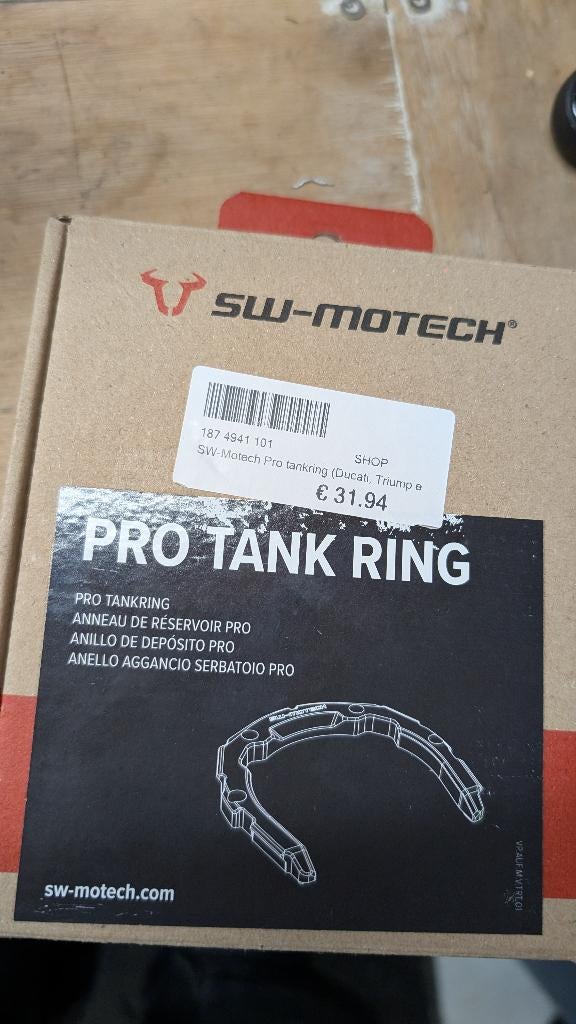 SW-MOTECH®
187 4941 101
SHOP
SW-Motech Pro tankring (Ducati, Triump e
€ 31.94
PRO TANK RING
PRO TANKRING
ANNEAU DE RÉSERVOIR PRO
ANILLO DE DEPÓSITO PRO
ANELLO AGGANCIO SERBATOIO PRO
SW-MOTECH
sw-motech.com